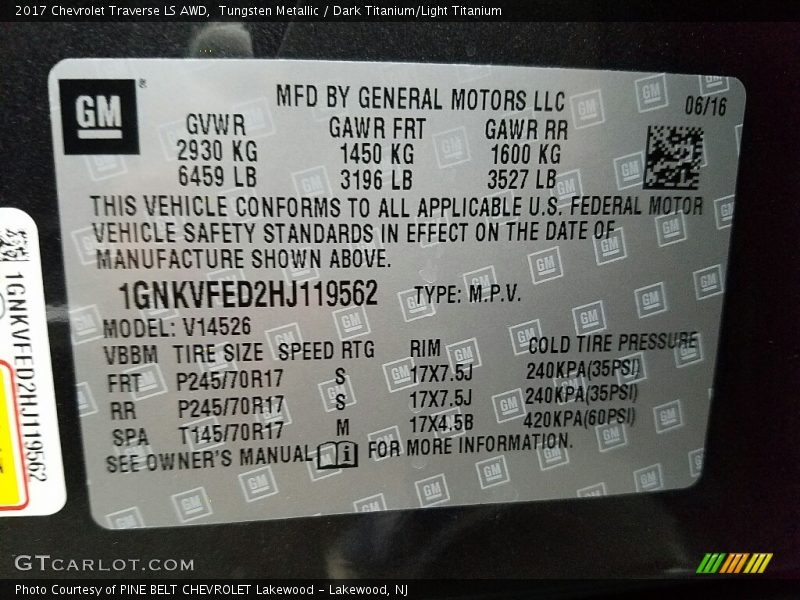 2017 Chevrolet Traverse LS AWD, Tungsten Metallic / Dark Titanium/Light Titanium
GM
MFD BY GENERAL MOTORS LLC
06/16
GVWR GAWR FRT GAWR RR
2930 KG 1450 KG 1600 KG
6459 LB 3196 LB 3527 LB
THIS VEHICLE CONFORMS TO ALL APPLICABLE U.S. FEDERAL MOTOR
VEHICLE SAFETY STANDARDS IN EFFECT ON THE DATE OF
MANUFACTURE SHOWN ABOVE.
1GNKVFED2HJ119562 TYPE: M.P.V.
MODEL: V14526
VBBM TIRE SIZE SPEED RTG RIM COLD TIRE PRESSURE
FRT P245/70R17 S 17X7.5J 240KPA(35PSI)
RR P245/70R17 S 17X7.5J 240KPA(35PSI)
SPA T145/70R17 M 17X4.5B 420KPA(60PSI)
SEE OWNER'S MANUAL FOR MORE INFORMATION.
1GNKVFED2HJ119562
GTCARLOT.COM
Photo Courtesy of PINE BELT CHEVROLET Lakewood - Lakewood, NJ